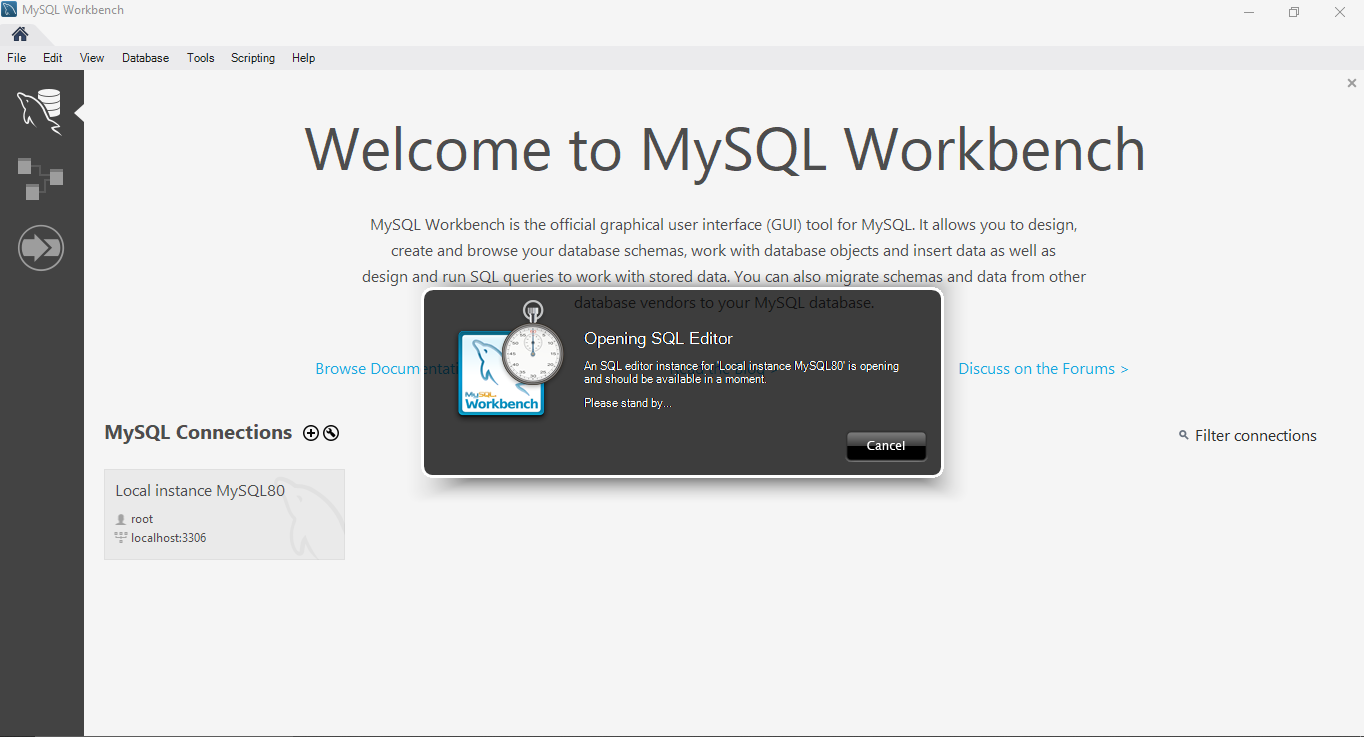 MySQL Workbench
File Edit View Database Tools Scripting Help
Welcome to MySQL Workbench
MySQL Workbench is the official graphical user interface (GUI) tool for MySQL. It allows you to design,
create and browse your database schemas, work with database objects and insert data as well as
design and run SQL queries to work with stored data. You can also migrate schemas and data from other
database vendors to your MySQL database.
Opening SQL Editor
An SQL editor instance for 'Local instance MySQL80' is opening
and should be available in a moment.
Please stand by...
MySQL
Workbench
Cancel
Browse Documentati
Discuss on the Forums >
MySQL Connections
Filter connections
Local instance MySQL80
root
localhost:3306